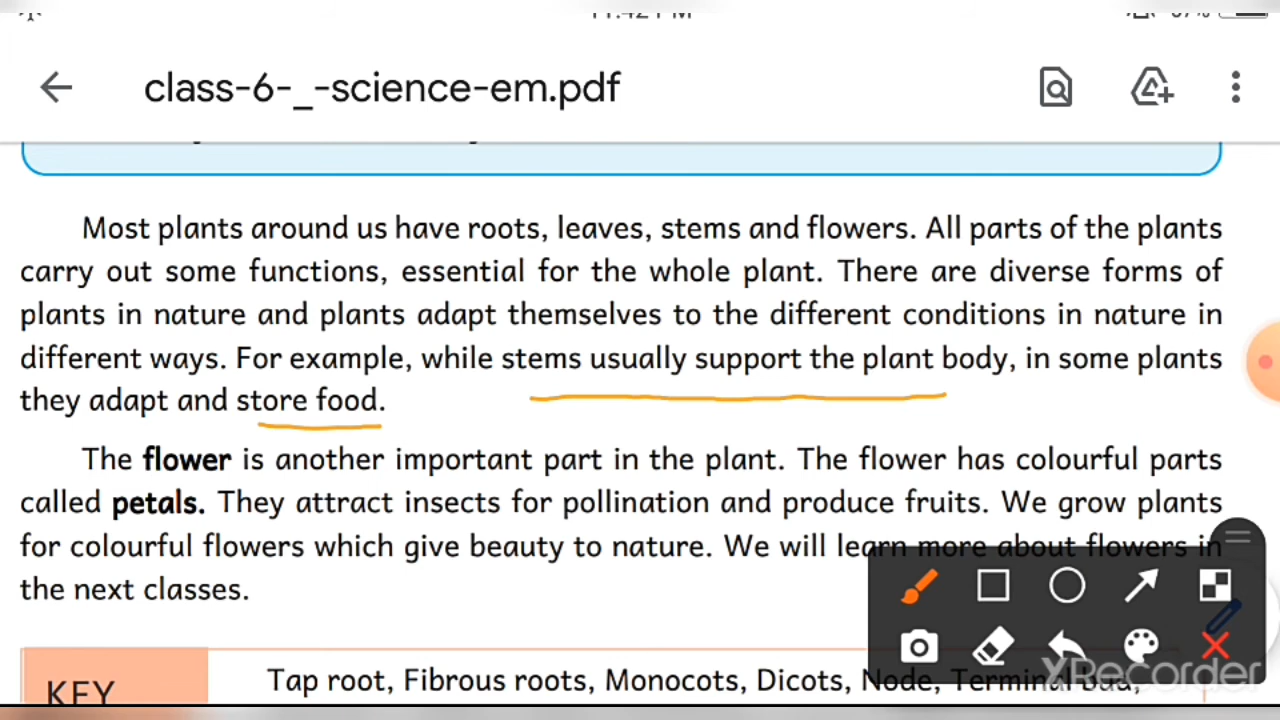 class-6-_-science-em.pdf
Most plants around us have roots, leaves, stems and flowers. All parts of the plants
carry out some functions, essential for the whole plant. There are diverse forms of
plants in nature and plants adapt themselves to the different conditions in nature in
different ways. For example, while stems usually support the plant body, in some plants
they adapt and store food.
The flower is another important part in the plant. The flower has colourful parts
called petals. They attract insects for pollination and produce fruits. We grow plants
for colourful flowers which give beauty to nature. We will learn more about flowers in
the next classes.
KEY
Tap root, Fibrous roots, Monocots, Dicots, Node, Terminal bud,
XRecorder